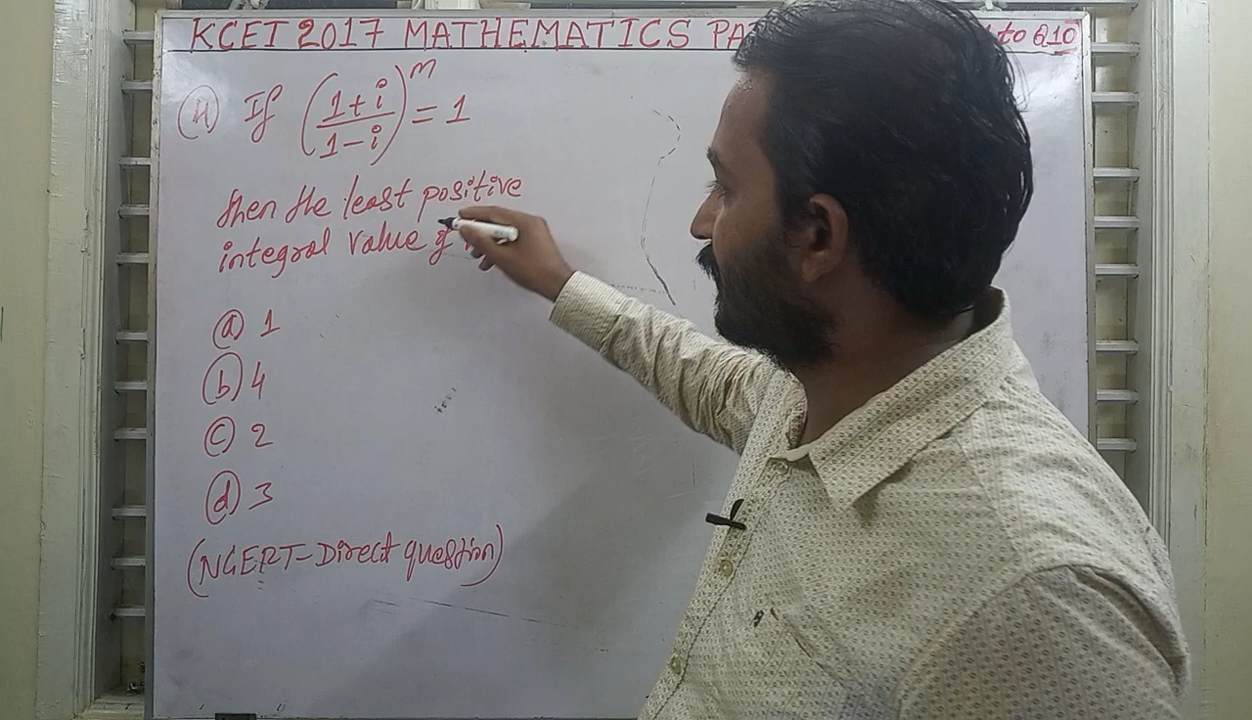 KCET 2017 MATHEMATICS PA to Q10
(4) If ((1+i)/(1-i))^m = 1
then the least positive
integral value of
(a) 1
(b) 4
(c) 2
(d) 3
(NCERT-Direct question)